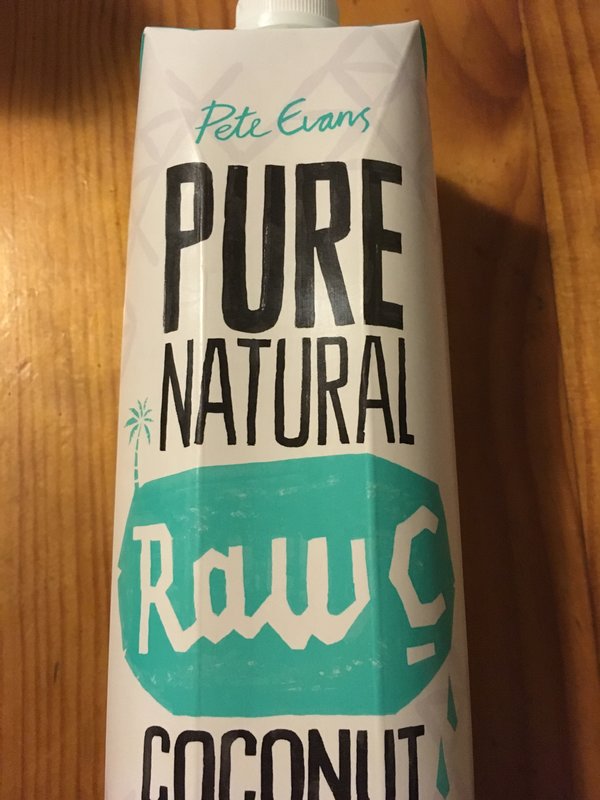 Pete Evans
PURE
NATURAL
Raw C
COCONUT